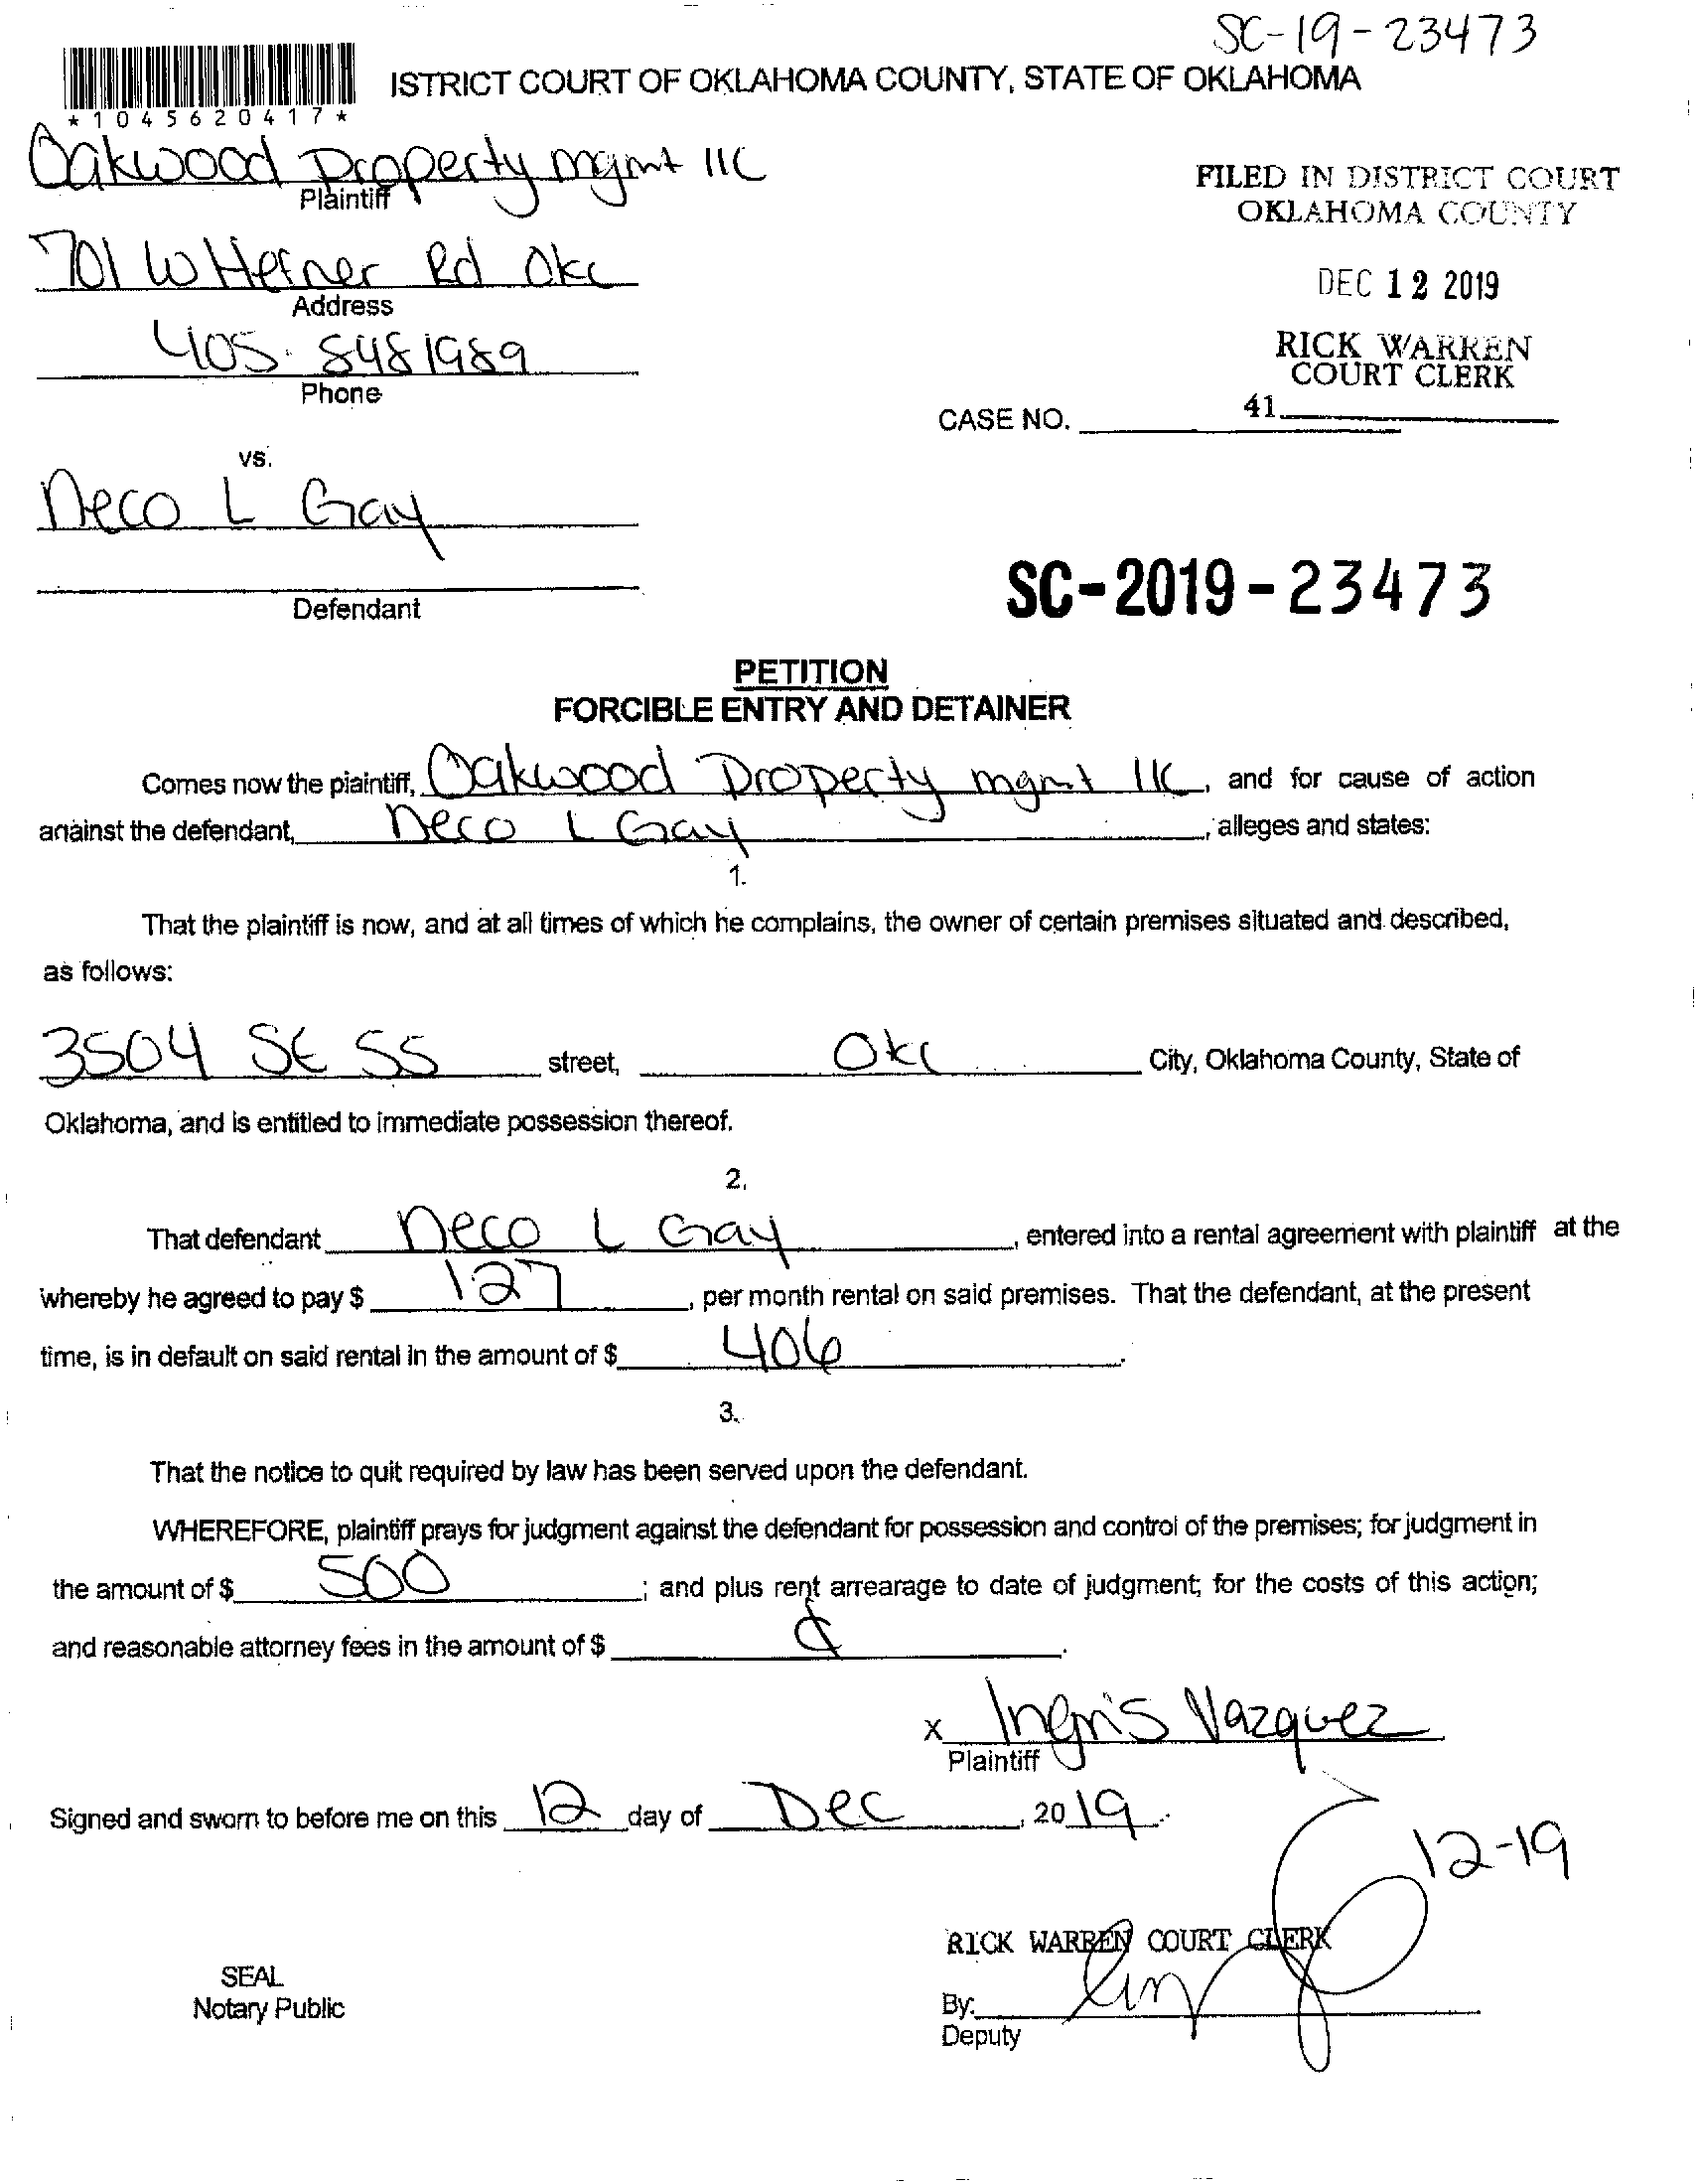 SC-19-23473
ISTRICT COURT OF OKLAHOMA COUNTY, STATE OF OKLAHOMA
*1045620417*
Oakwood Property mgmt llc
Plaintiff
FILED IN DISTRICT COURT
OKLAHOMA COUNTY
701 W Hefner Rd Okc
Address
DEC 12 2019
405. 8481989
Phone
RICK WARREN
COURT CLERK
41
CASE NO.
vs.
Neco L Gay
Defendant
SC-2019-23473
PETITION
FORCIBLE ENTRY AND DETAINER
Comes now the plaintiff, Oakwood Property mgmt llc, and for cause of action
against the defendant, Neco L Gay, alleges and states:
1.
That the plaintiff is now, and at all times of which he complains, the owner of certain premises situated and described,
as follows:
3504 SE 55 street, Okc City, Oklahoma County, State of
Oklahoma, and is entitled to immediate possession thereof.
2.
That defendant Neco L Gay, entered into a rental agreement with plaintiff at the
whereby he agreed to pay $ 127, per month rental on said premises. That the defendant, at the present
time, is in default on said rental in the amount of $ 406.
3.
That the notice to quit required by law has been served upon the defendant.
WHEREFORE, plaintiff prays for judgment against the defendant for possession and control of the premises; for judgment in
the amount of $ 500; and plus rent arrearage to date of judgment; for the costs of this action;
and reasonable attorney fees in the amount of $
x Ingris Vazquez
Plaintiff
Signed and sworn to before me on this 12 day of Dec, 2019.
12-19
RICK WARREN COURT CLERK
SEAL
Notary Public
By:
Deputy